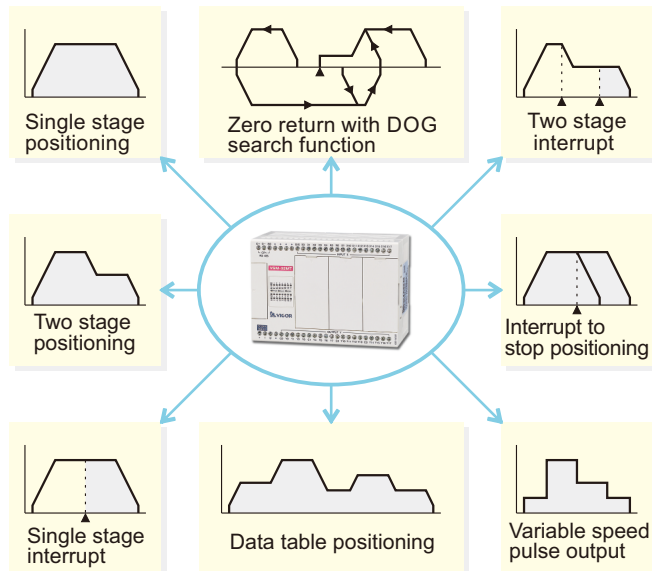 Single stage
positioning
Zero return with DOG
search function
Two stage
interrupt
Two stage
positioning
VIGOR
Interrupt to
stop positioning
Single stage
interrupt
Data table positioning
Variable speed
pulse output